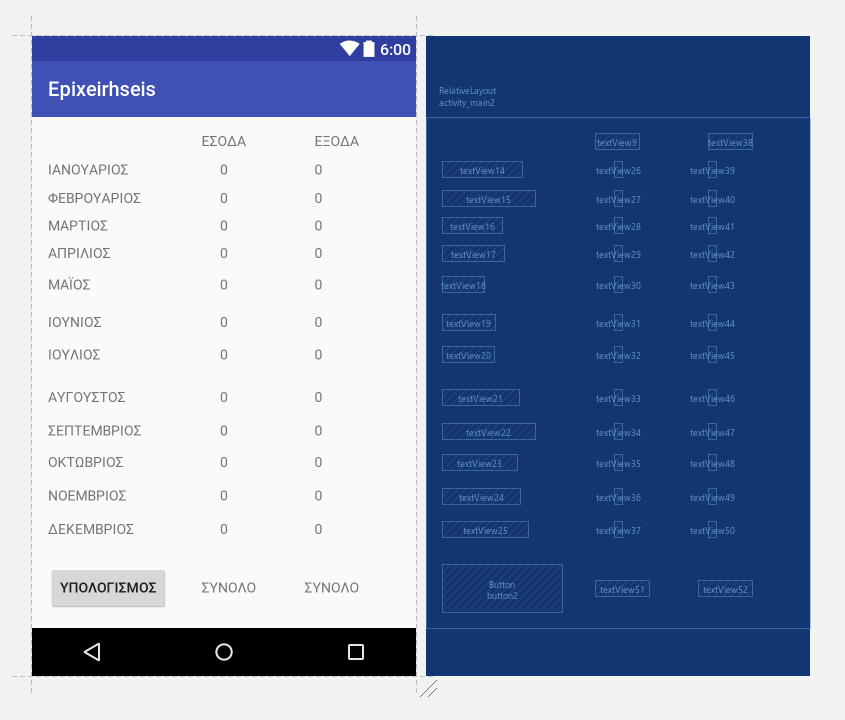 6:00
Epixeirhseis
ΕΣΟΔΑ ΕΞΟΔΑ
ΙΑΝΟΥΑΡΙΟΣ 0 0
ΦΕΒΡΟΥΑΡΙΟΣ 0 0
ΜΑΡΤΙΟΣ 0 0
ΑΠΡΙΛΙΟΣ 0 0
ΜΑΪΟΣ 0 0
ΙΟΥΝΙΟΣ 0 0
ΙΟΥΛΙΟΣ 0 0
ΑΥΓΟΥΣΤΟΣ 0 0
ΣΕΠΤΕΜΒΡΙΟΣ 0 0
ΟΚΤΩΒΡΙΟΣ 0 0
ΝΟΕΜΒΡΙΟΣ 0 0
ΔΕΚΕΜΒΡΙΟΣ 0 0
ΥΠΟΛΟΓΙΣΜΟΣ ΣΥΝΟΛΟ ΣΥΝΟΛΟ
RelativeLayout
activity_main2
textView9 textView38
textView14 textView26 textView39
textView15 textView27 textView40
textView16 textView28 textView41
textView17 textView29 textView42
textView18 textView30 textView43
textView19 textView31 textView44
textView20 textView32 textView45
textView21 textView33 textView46
textView22 textView34 textView47
textView23 textView35 textView48
textView24 textView36 textView49
textView25 textView37 textView50
Button
button2 textView51 textView52